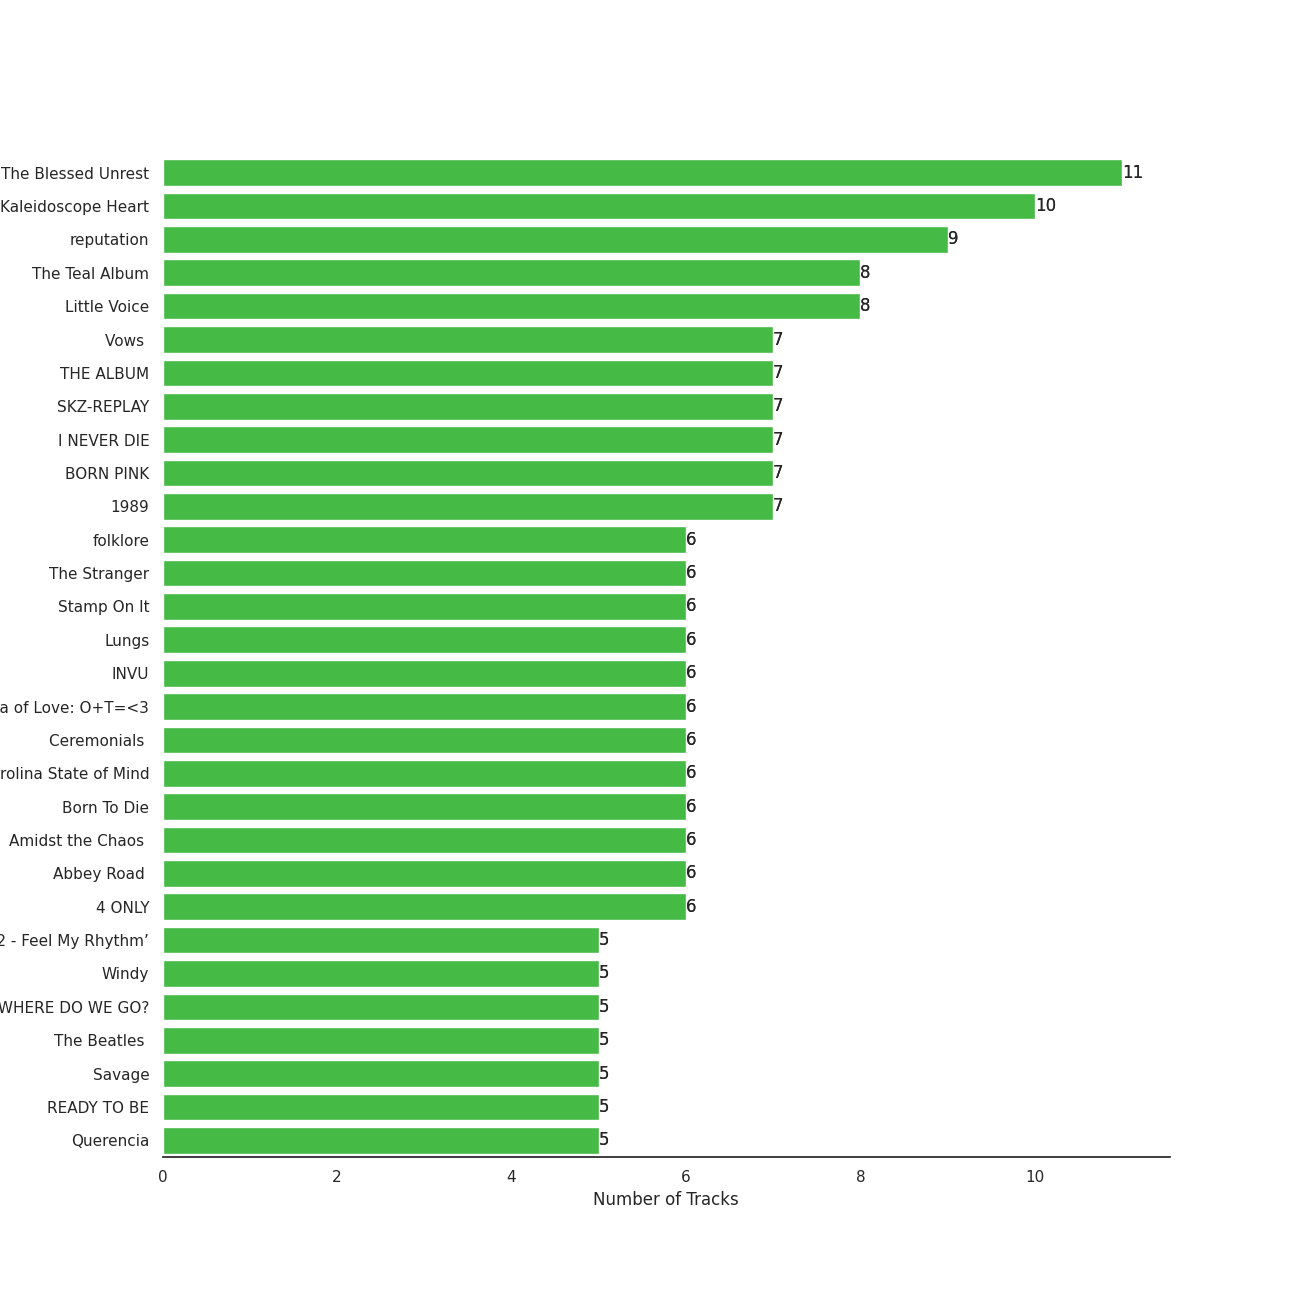 The Blessed Unrest 11
Kaleidoscope Heart 10
reputation 9
The Teal Album 8
Little Voice 8
Vows 7
THE ALBUM 7
SKZ-REPLAY 7
I NEVER DIE 7
BORN PINK 7
1989 7
folklore 6
The Stranger 6
Stamp On It 6
Lungs 6
INVU 6
a of Love: O+T=<3 6
Ceremonials 6
rolina State of Mind 6
Born To Die 6
Amidst the Chaos 6
Abbey Road 6
4 ONLY 6
2 - Feel My Rhythm’ 5
Windy 5
WHERE DO WE GO? 5
The Beatles 5
Savage 5
READY TO BE 5
Querencia 5
0 2 4 6 8 10
Number of Tracks